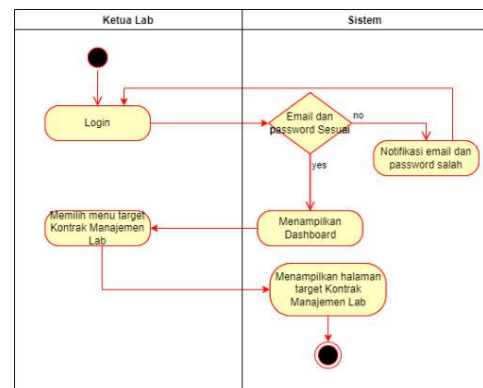 Ketua Lab
Sistem
Login
Email dan
password Sesuai
no
Notifikasi email dan
password salah
yes
Memilih menu target
Kontrak Manajemen
Lab
Menampilkan
Dashboard
Menampilkan halaman
target Kontrak
Manajemen Lab